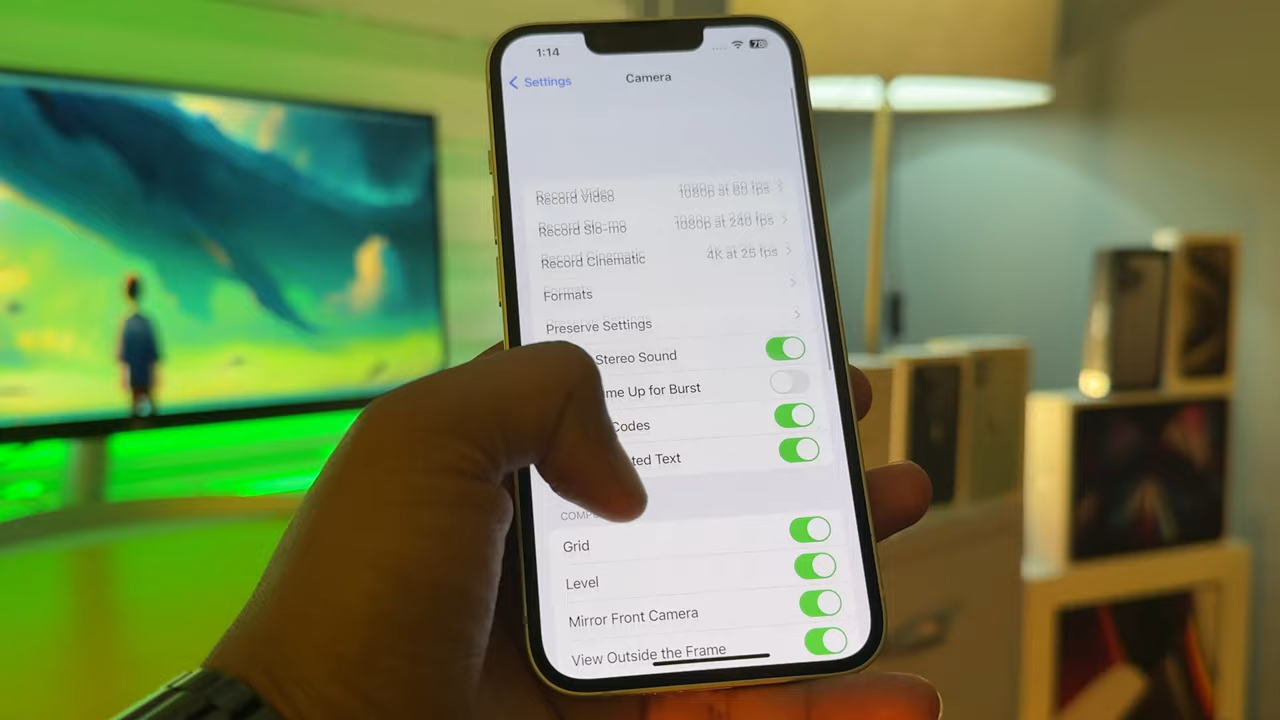 1:14
78
Settings
Camera
Record Video 1080p at 60 fps
Record Slo-mo 1080p at 240 fps
Record Cinematic 4K at 25 fps
Formats
Preserve Settings
Stereo Sound
me Up for Burst
Codes
ted Text
COMP
Grid
Level
Mirror Front Camera
View Outside the Frame